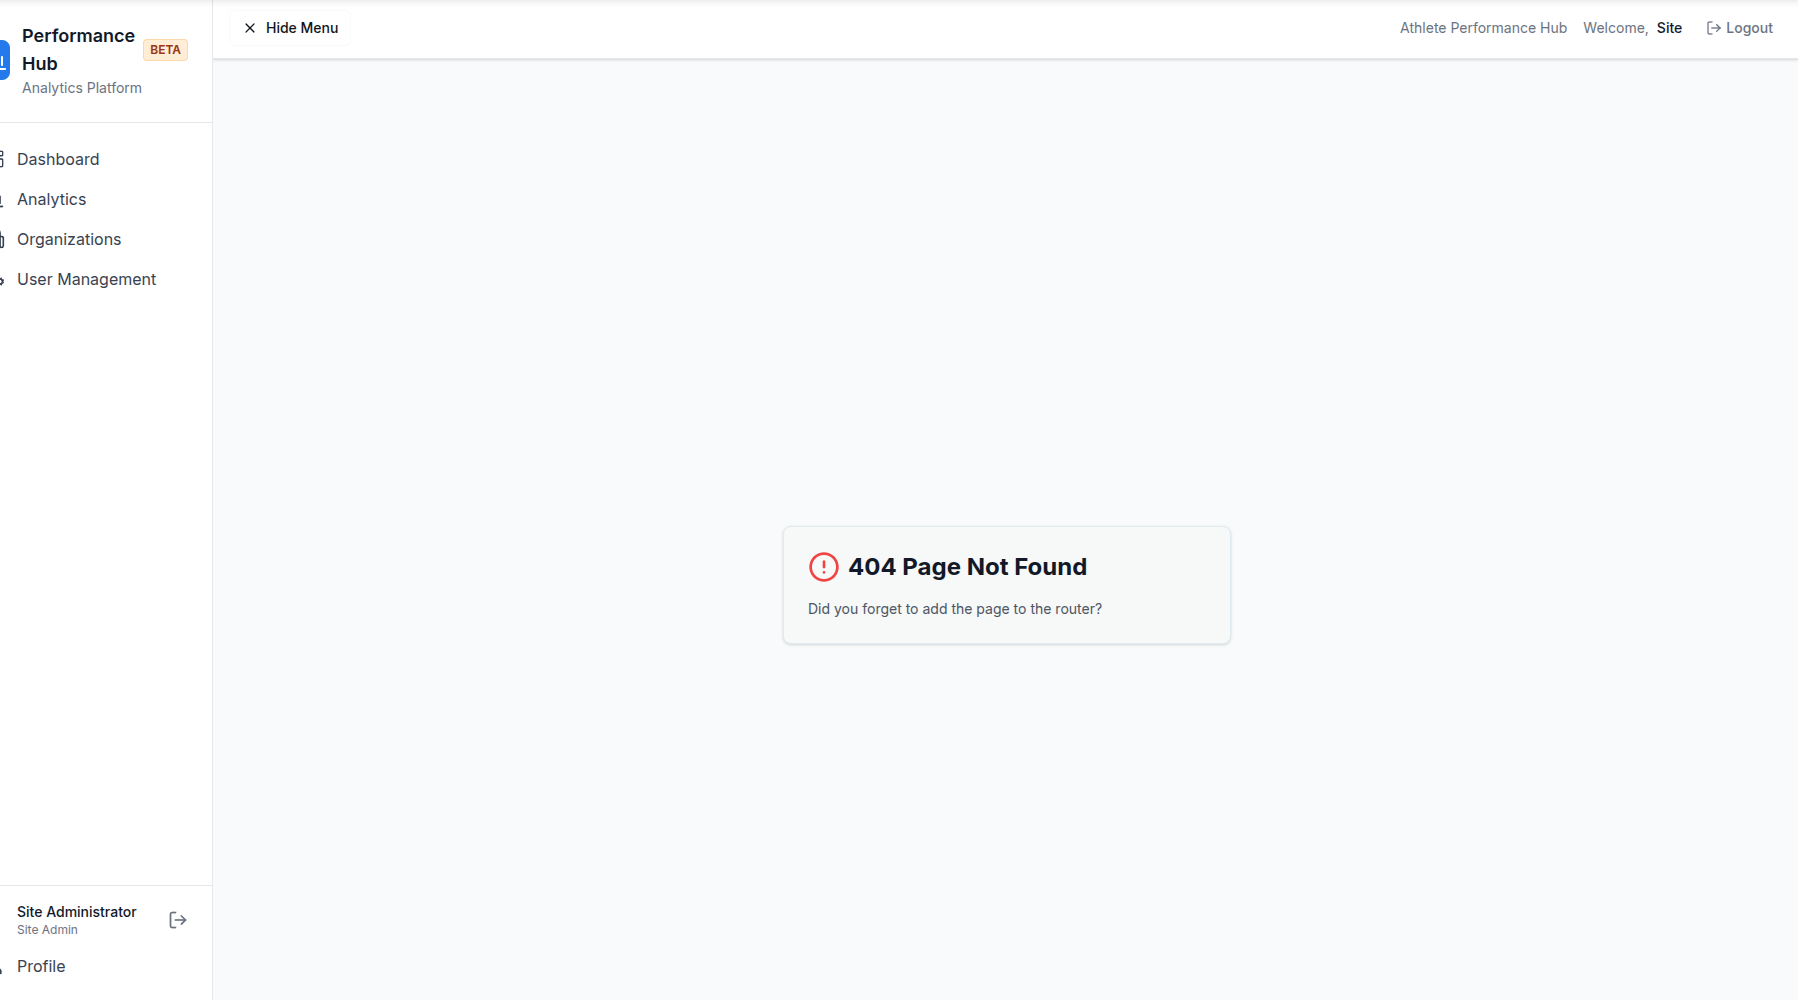 Performance
Hub
BETA
Analytics Platform
Dashboard
Analytics
Organizations
User Management
Site Administrator
Site Admin
Profile
Hide Menu
Athlete Performance Hub Welcome, Site Logout
404 Page Not Found
Did you forget to add the page to the router?